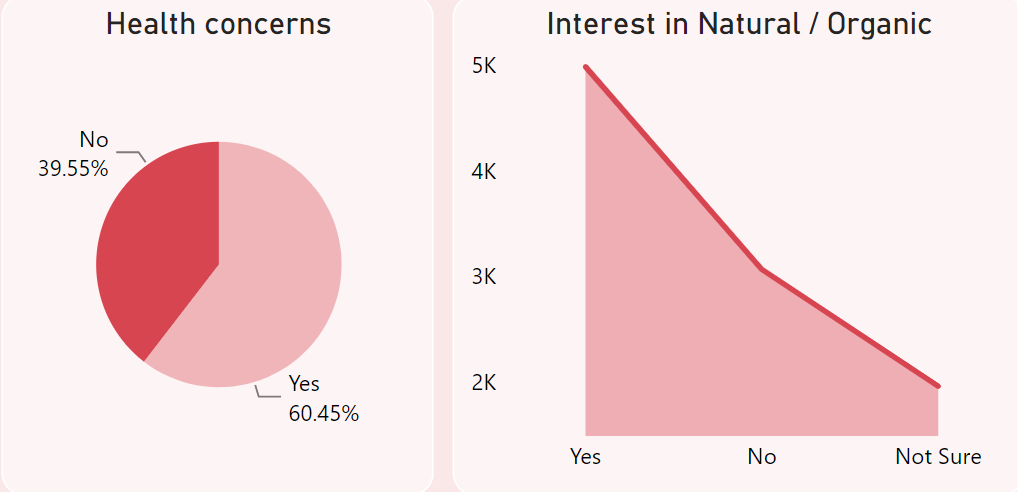 Health concerns
No
39.55%
Yes
60.45%
Interest in Natural / Organic
5K
4K
3K
2K
Yes
No
Not Sure